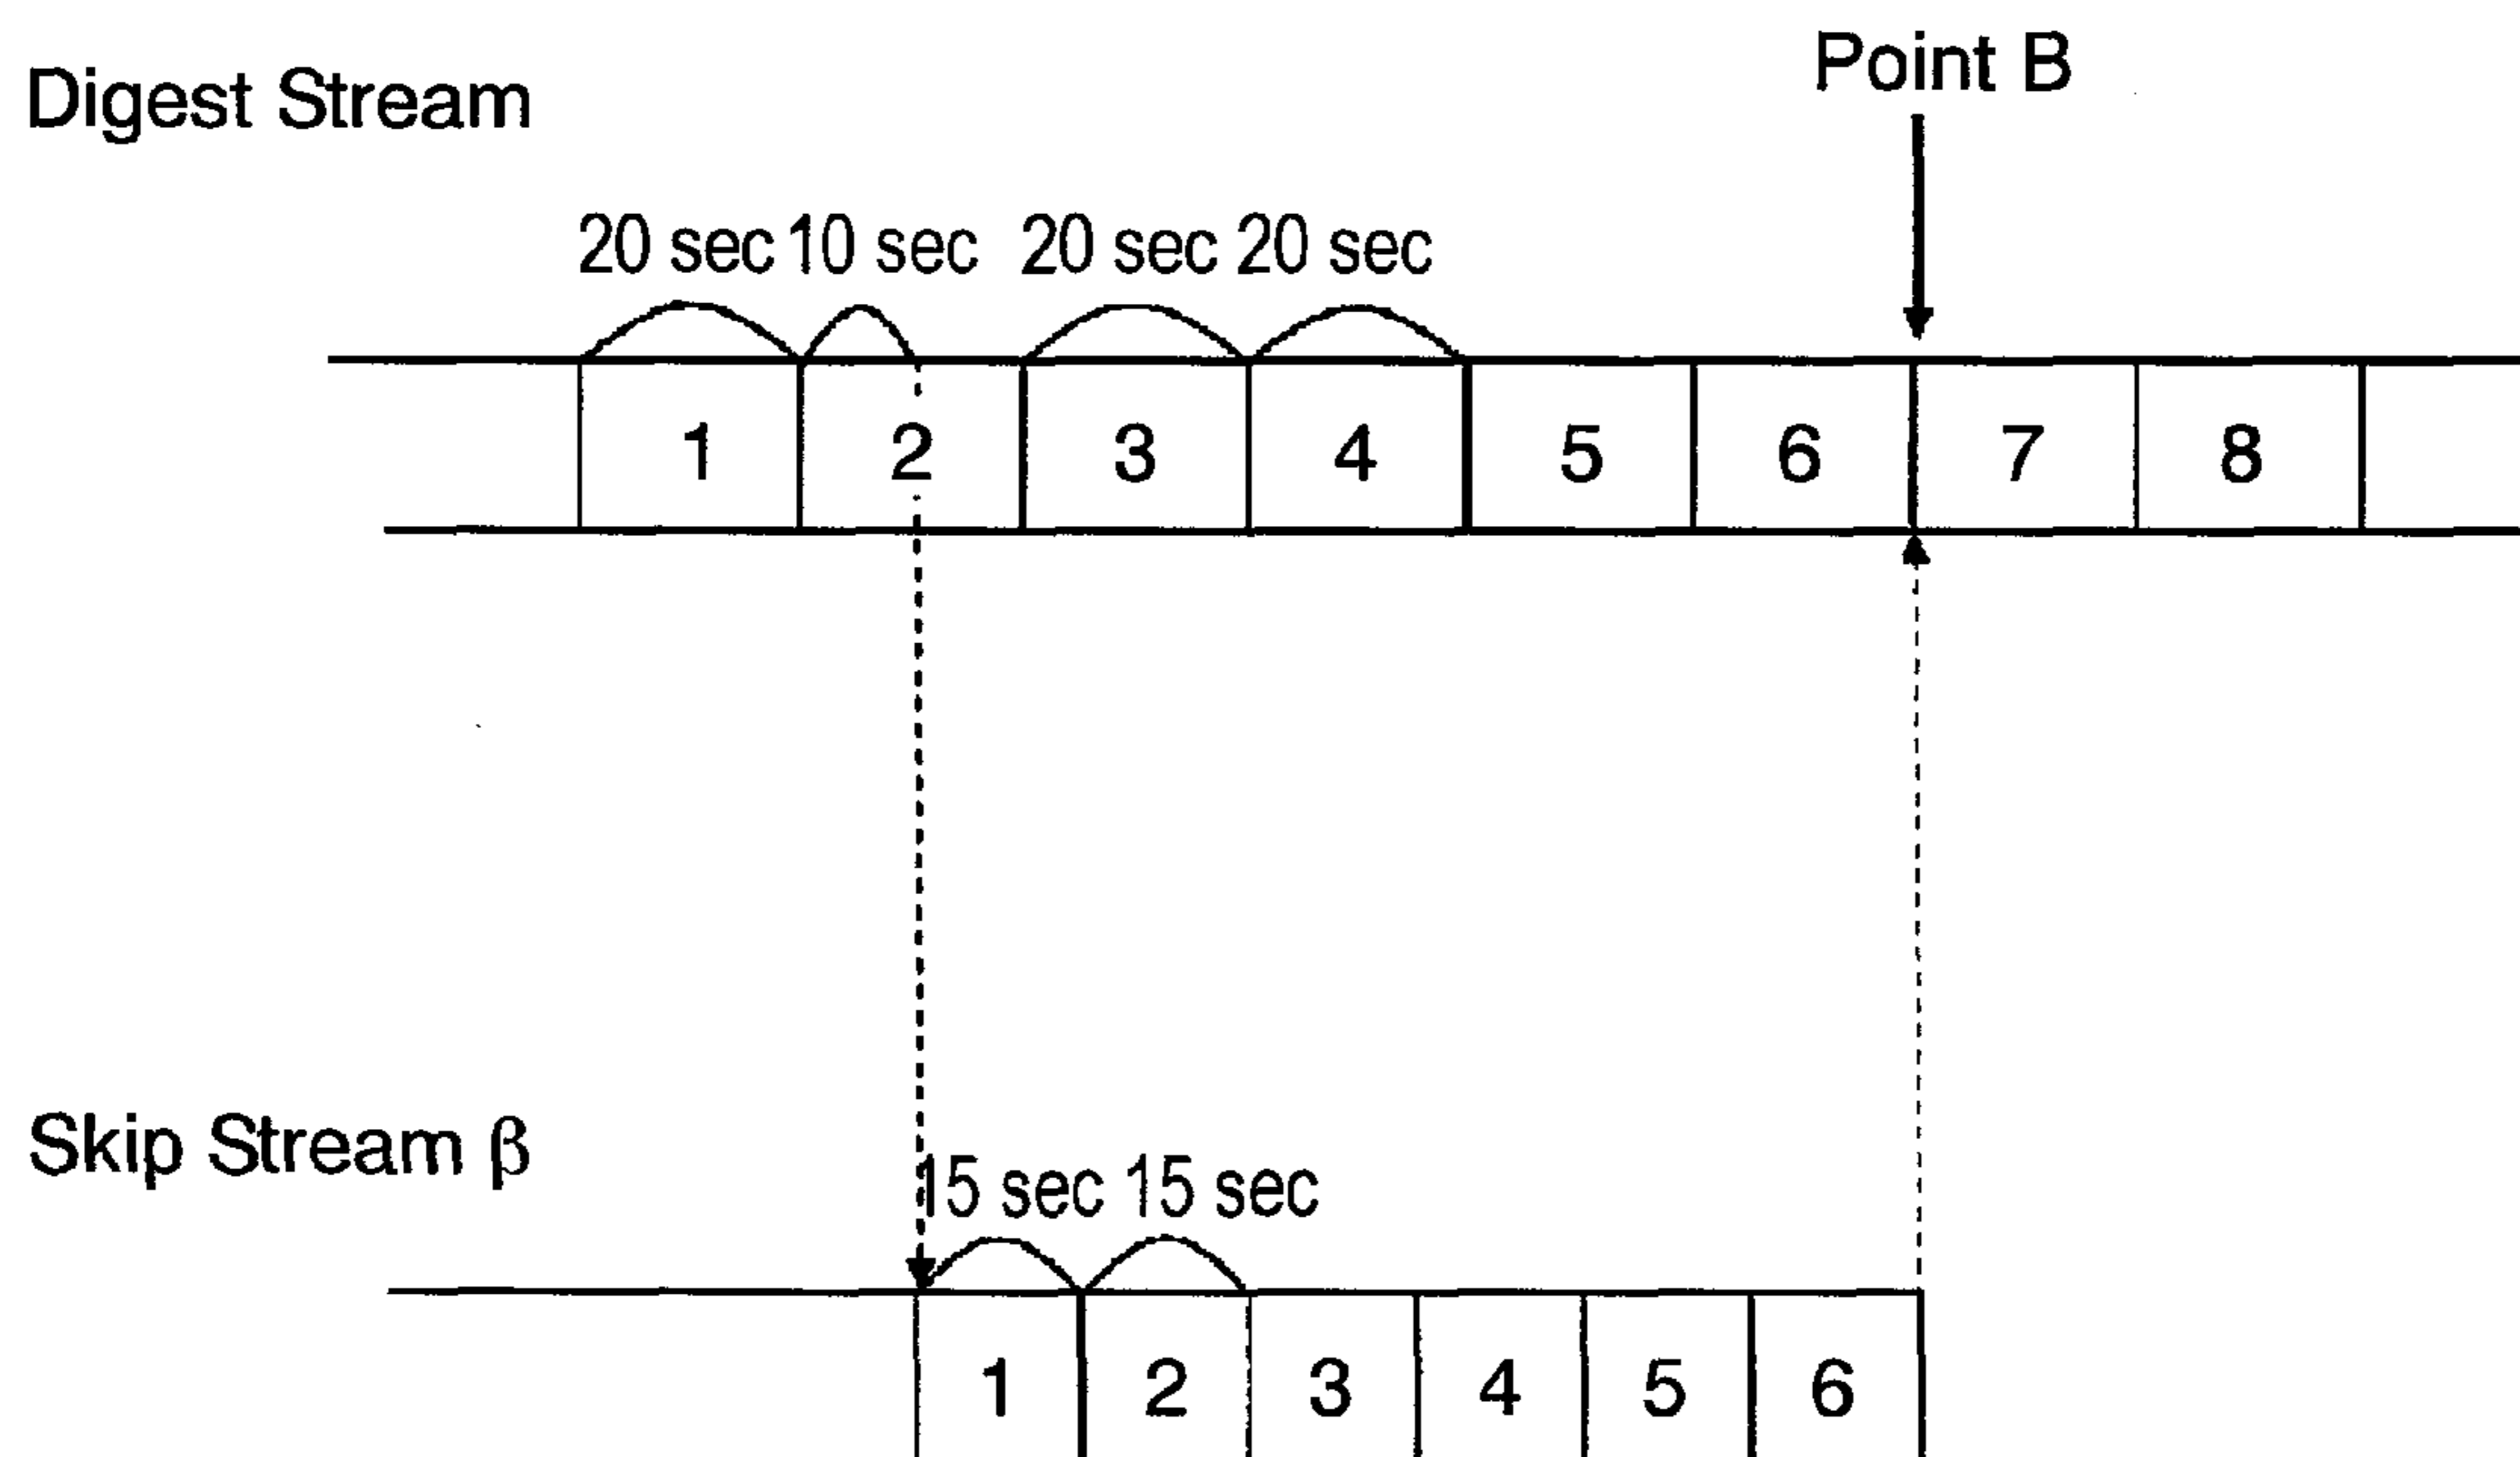 Point B
Digest Stream
20 sec 10 sec 20 sec 20 sec
1 2 3 4 5 6 7 8
Skip Stream β
15 sec 15 sec
1 2 3 4 5 6